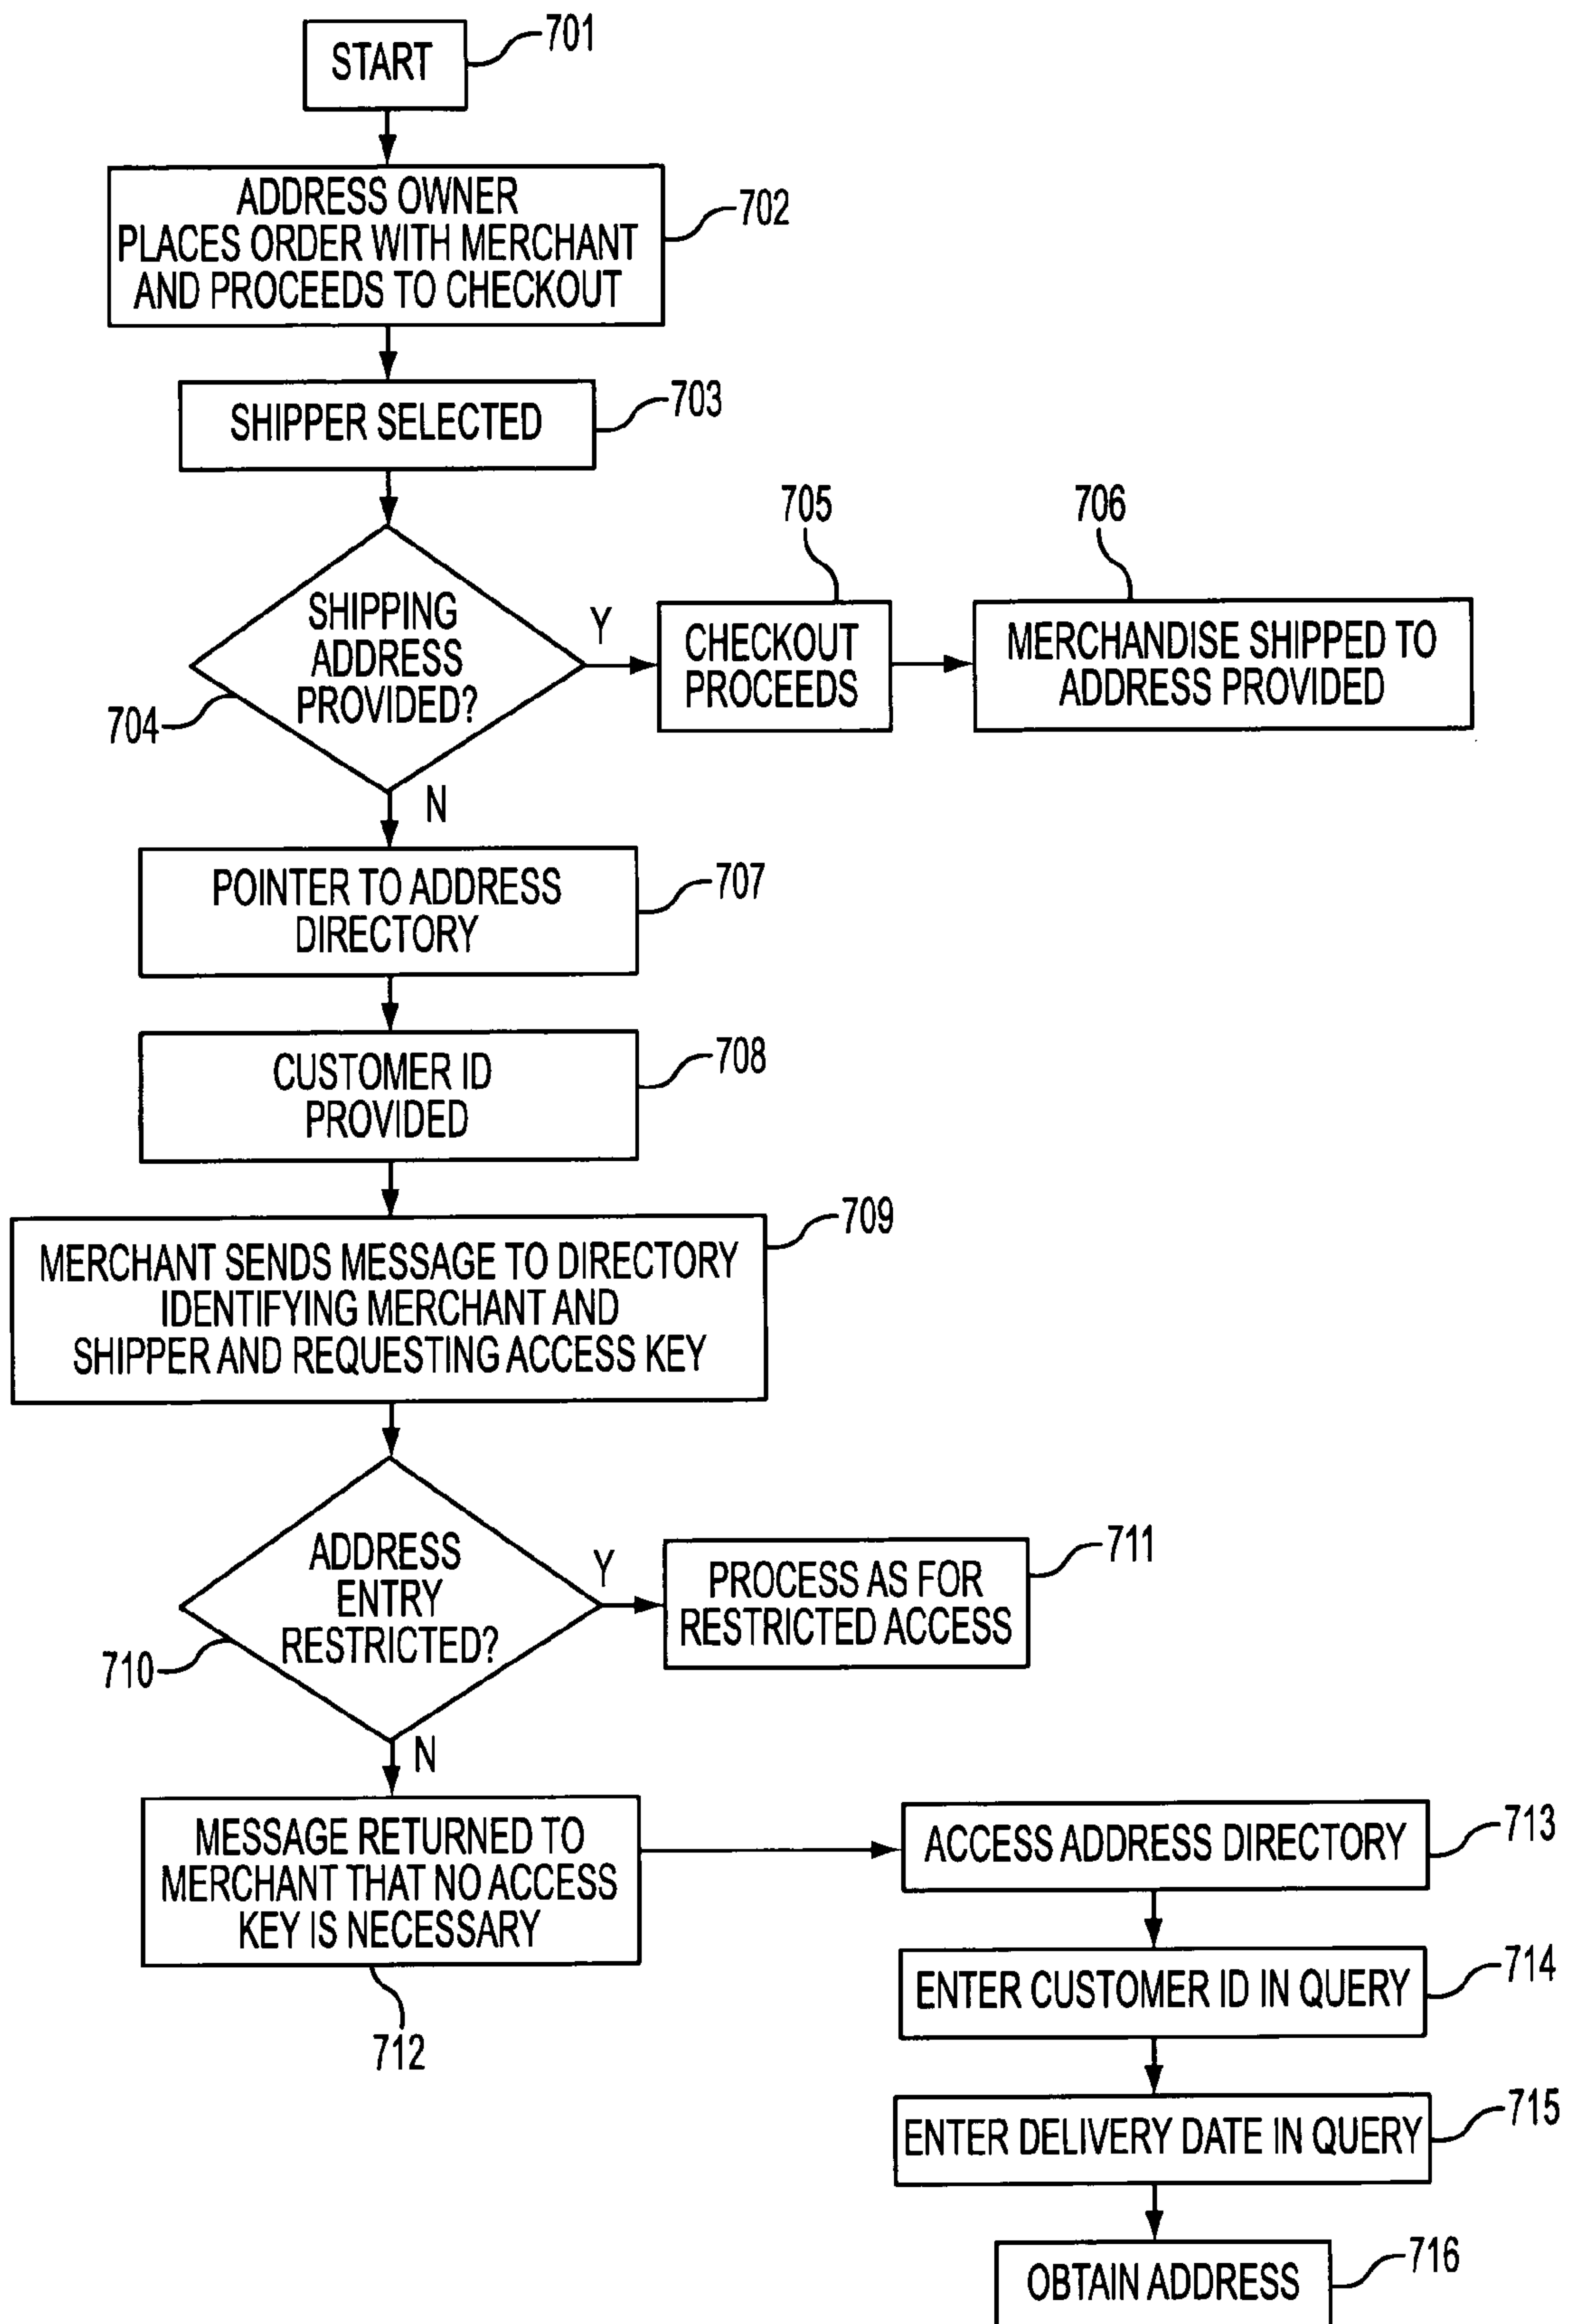 START
701
ADDRESS OWNER
PLACES ORDER WITH MERCHANT
AND PROCEEDS TO CHECKOUT
702
SHIPPER SELECTED
703
SHIPPING
ADDRESS
PROVIDED?
704
Y
CHECKOUT
PROCEEDS
705
MERCHANDISE SHIPPED TO
ADDRESS PROVIDED
706
N
POINTER TO ADDRESS
DIRECTORY
707
CUSTOMER ID
PROVIDED
708
MERCHANT SENDS MESSAGE TO DIRECTORY
IDENTIFYING MERCHANT AND
SHIPPER AND REQUESTING ACCESS KEY
709
ADDRESS
ENTRY
RESTRICTED?
710
Y
PROCESS AS FOR
RESTRICTED ACCESS
711
N
MESSAGE RETURNED TO
MERCHANT THAT NO ACCESS
KEY IS NECESSARY
712
ACCESS ADDRESS DIRECTORY
713
ENTER CUSTOMER ID IN QUERY
714
ENTER DELIVERY DATE IN QUERY
715
OBTAIN ADDRESS
716